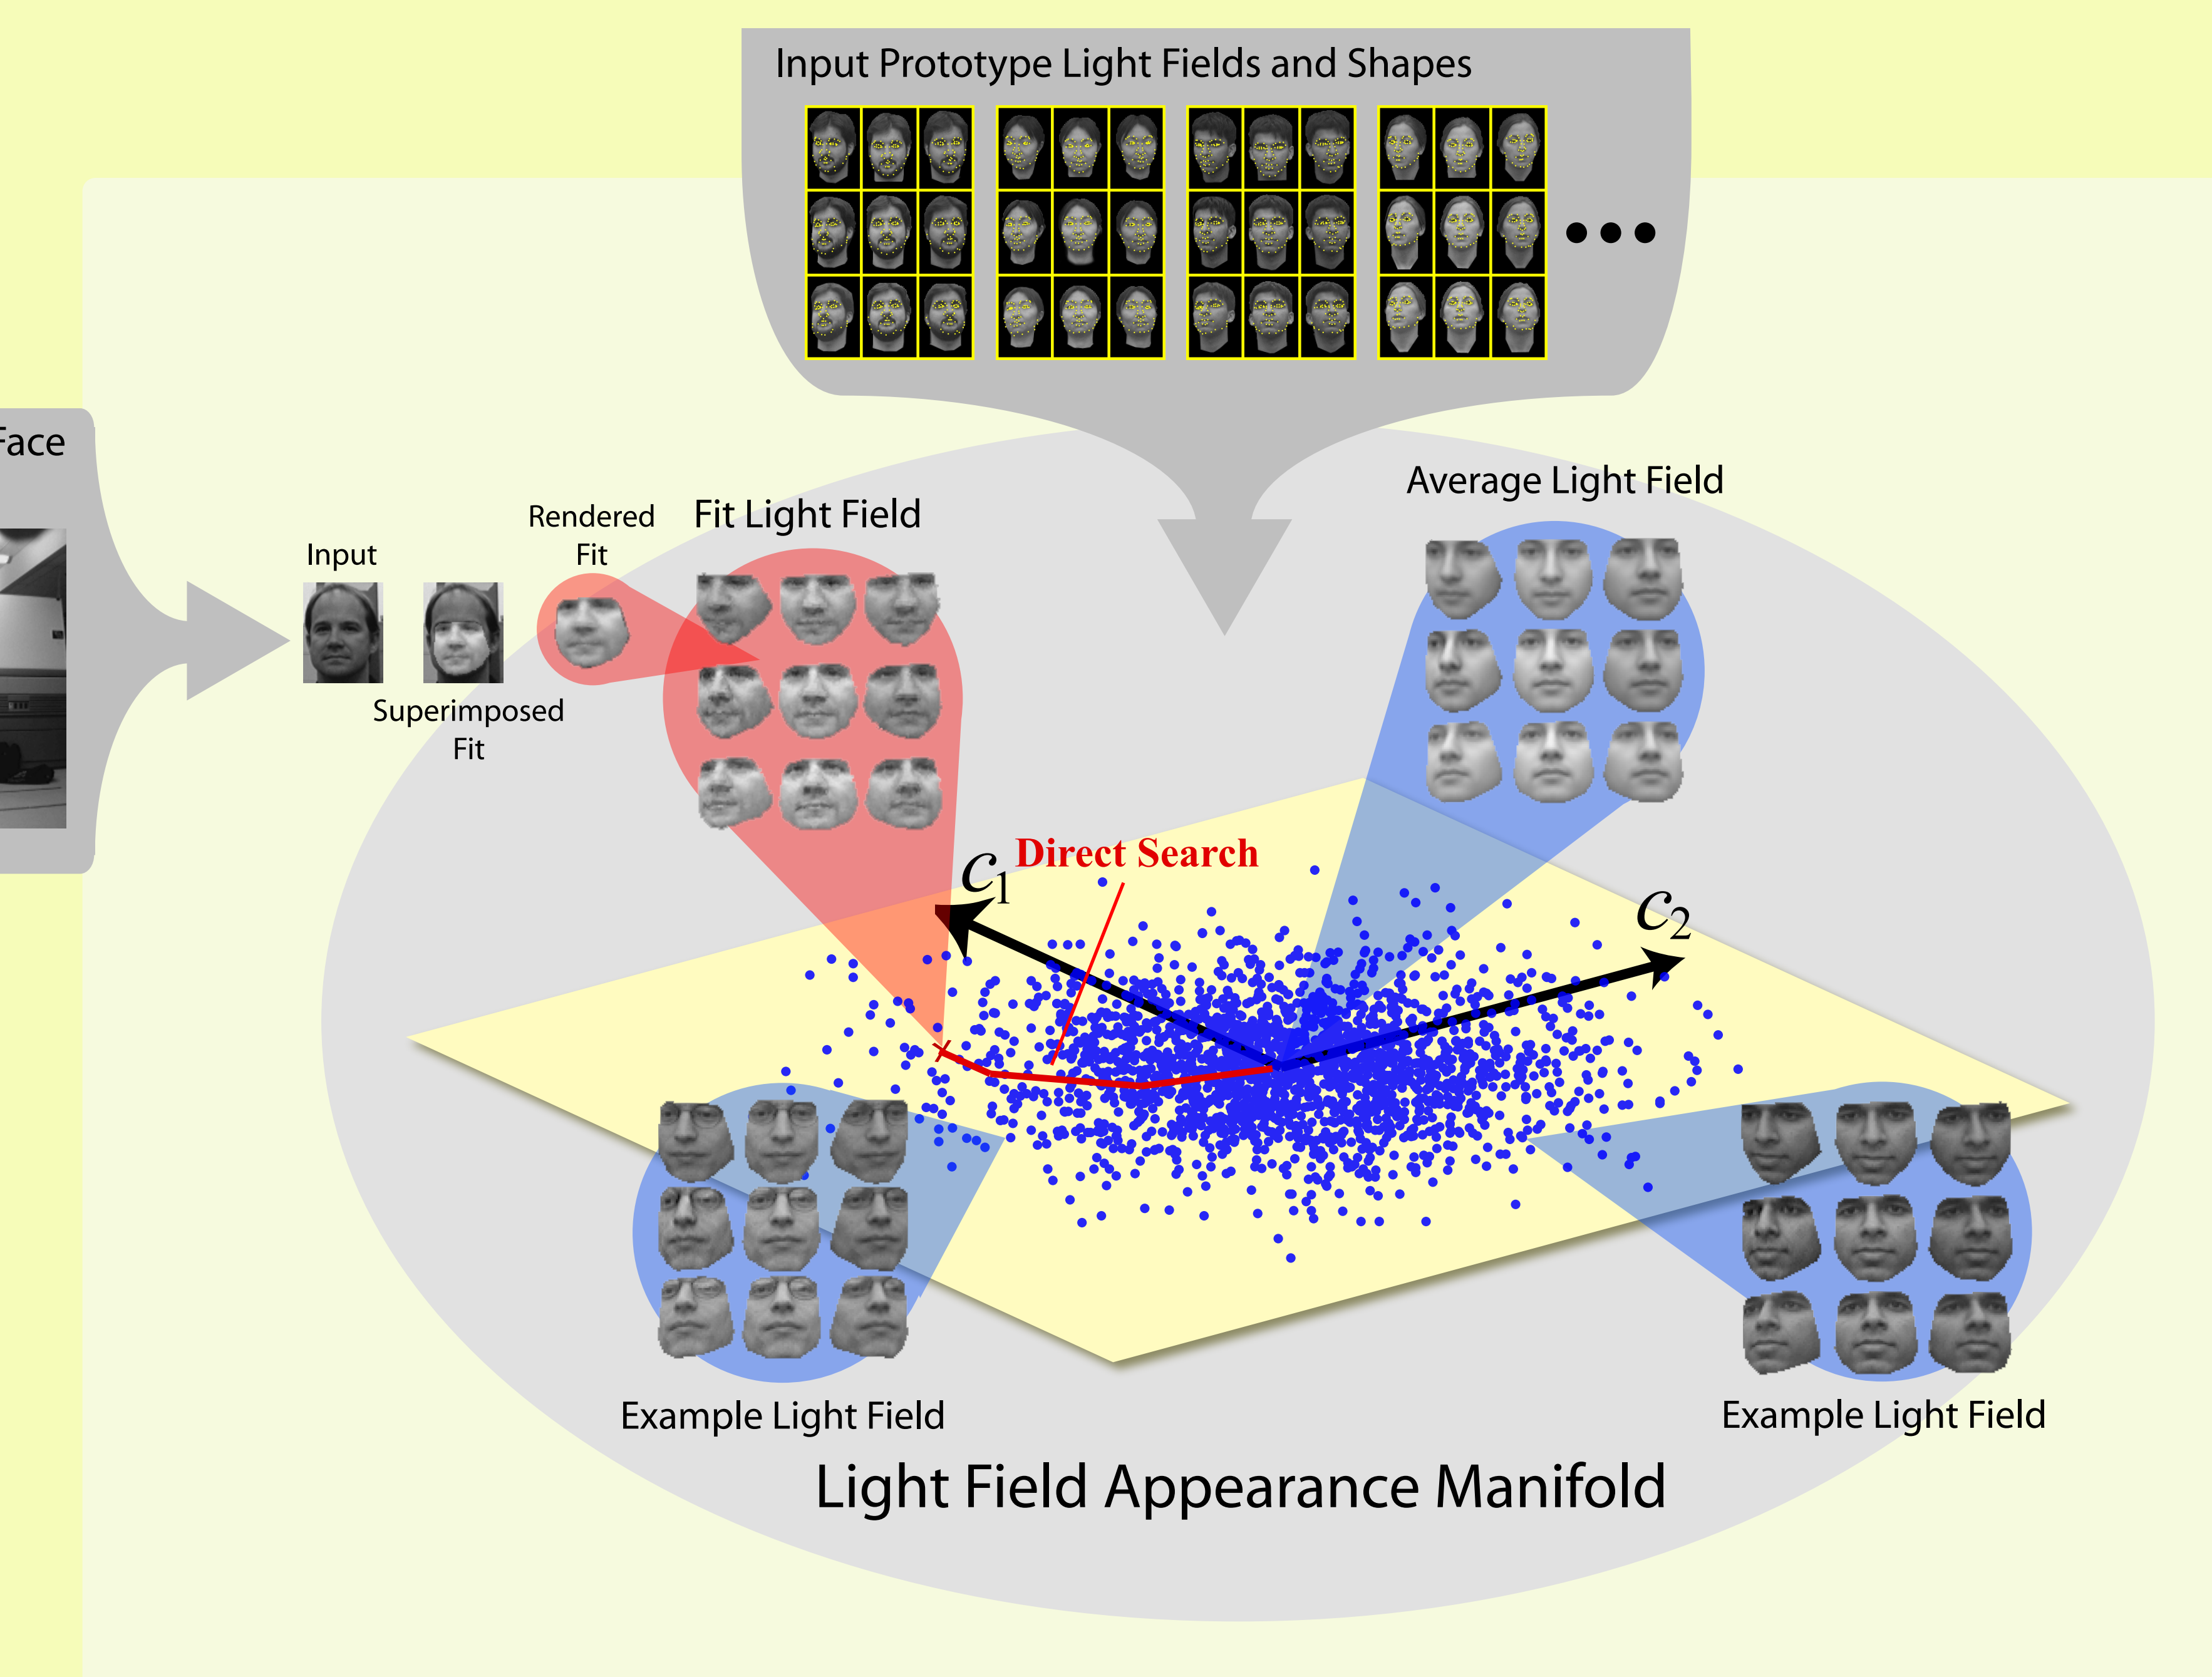 Input Prototype Light Fields and Shapes
Face
Average Light Field
Rendered
Fit
Fit Light Field
Input
Superimposed
Fit
Direct Search
c1
c2
Example Light Field
Example Light Field
Light Field Appearance Manifold